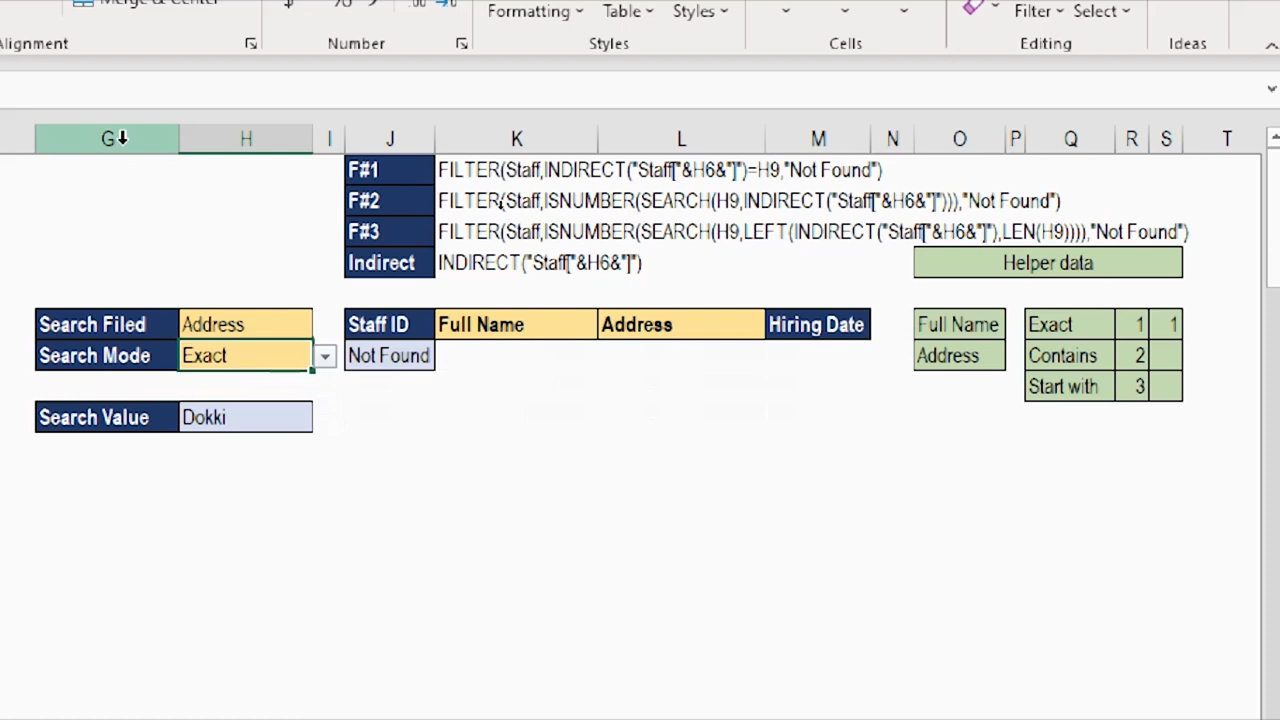 Merge & Center $ % 9
Formatting Table Styles Filter Select
Alignment Number Styles Cells Editing Ideas
G H I J K L M N O P Q R S T
F#1 FILTER(Staff,INDIRECT("Staff["&H6&"]")=H9,"Not Found")
F#2 FILTER(Staff,ISNUMBER(SEARCH(H9,INDIRECT("Staff["&H6&"]"))),"Not Found")
F#3 FILTER(Staff,ISNUMBER(SEARCH(H9,LEFT(INDIRECT("Staff["&H6&"]"),LEN(H9)))),"Not Found")
Indirect INDIRECT("Staff["&H6&"]") Helper data
Search Filed Address Staff ID Full Name Address Hiring Date Full Name Exact 1 1
Search Mode Exact Not Found Address Contains 2
Start with 3
Search Value Dokki